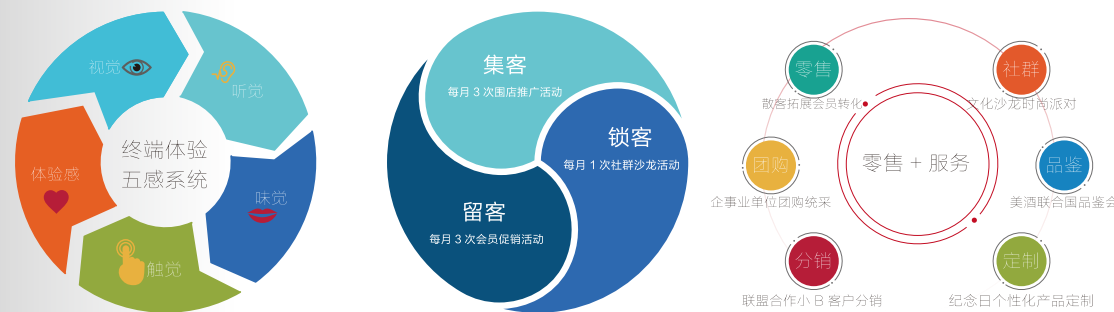 视觉
听觉
体验感
终端体验
五感系统
味觉
触觉
集客
每月3次围店推广活动
锁客
每月1次社群沙龙活动
留客
每月3次会员促销活动
零售
散客拓展会员转化
社群
文化沙龙时尚派对
团购
企事业单位团购统采
零售+服务
品鉴
美酒联合国品鉴会
分销
联盟合作小B客户分销
定制
纪念日个性化产品定制